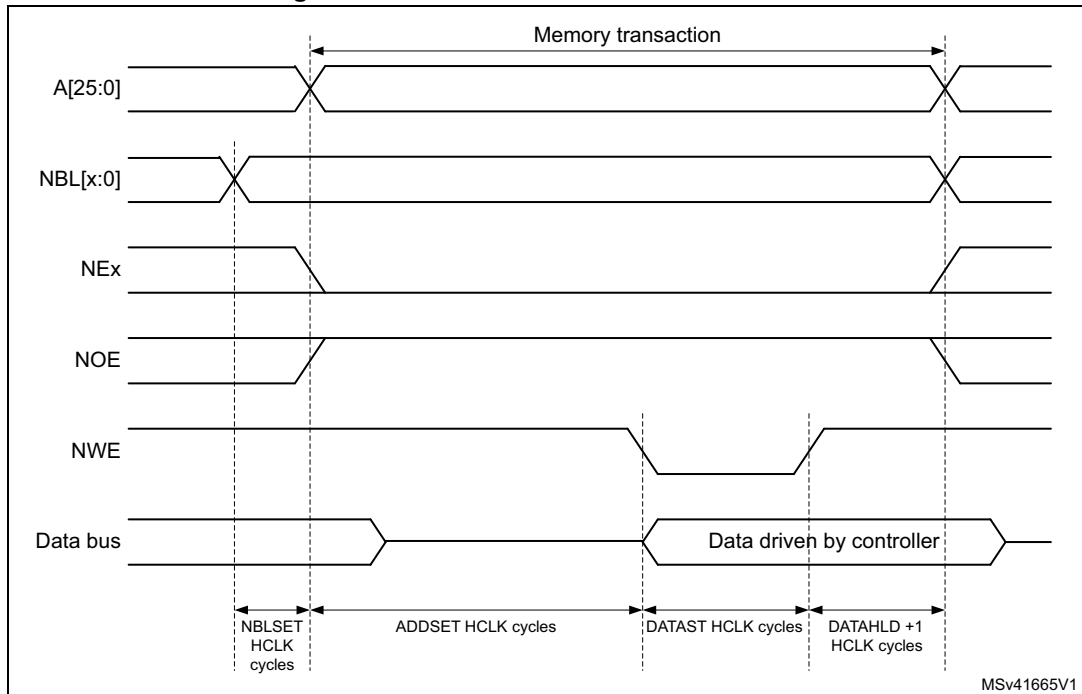 Memory transaction
A[25:0]
NBL[x:0]
NEx
NOE
NWE
Data bus
Data driven by controller
NBLSET
HCLK
cycles
ADDSET HCLK cycles
DATAST HCLK cycles
DATAHLD +1
HCLK cycles
MSv41665V1